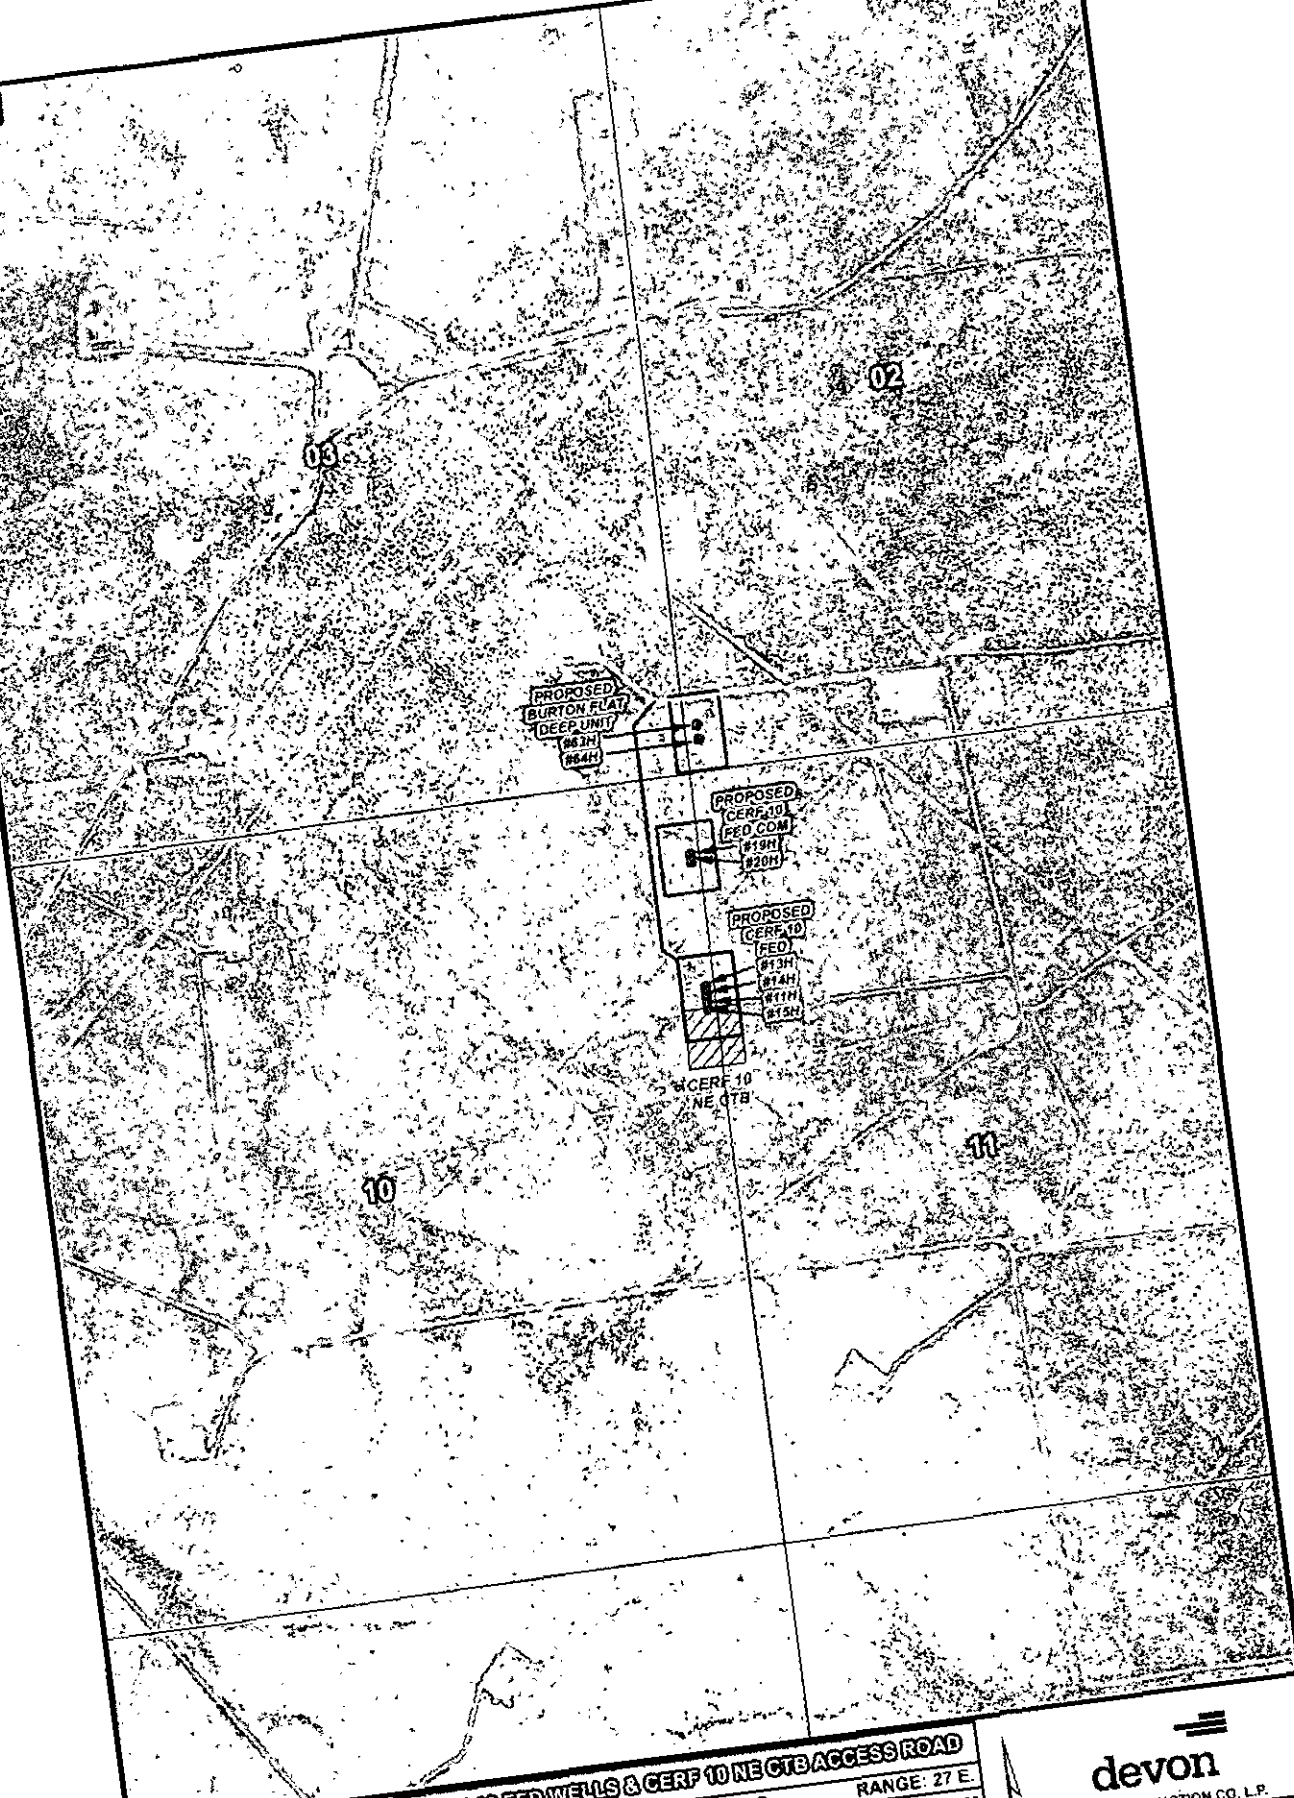 02
03
PROPOSED
BURTON FLAT
DEEP UNIT
#63H
#64H
PROPOSED
CERF 10
FED COM
#19H
#20H
PROPOSED
CERF 10
FED
#13H
#14H
#11H
#15H
CERF 10
NE CTB
11
10
FED WELLS & CERF 10 NE CTB ACCESS ROAD
RANGE: 27 E.
devon
CO., L.P.